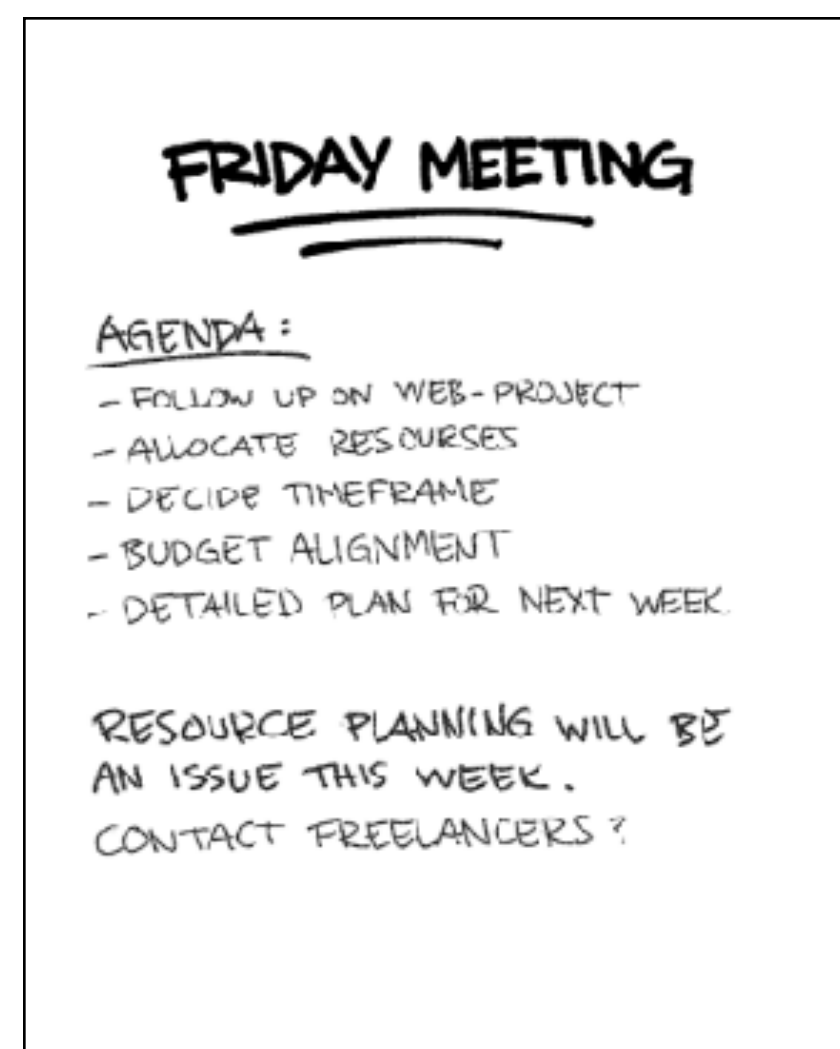 FRIDAY MEETING
AGENDA:
- FOLLOW UP ON WEB-PROJECT
- ALLOCATE RESOURSES
- DECIDE TIMEFRAME
- BUDGET ALIGNMENT
- DETAILED PLAN FOR NEXT WEEK.
RESOURCE PLANNING WILL BE
AN ISSUE THIS WEEK.
CONTACT FREELANCERS?